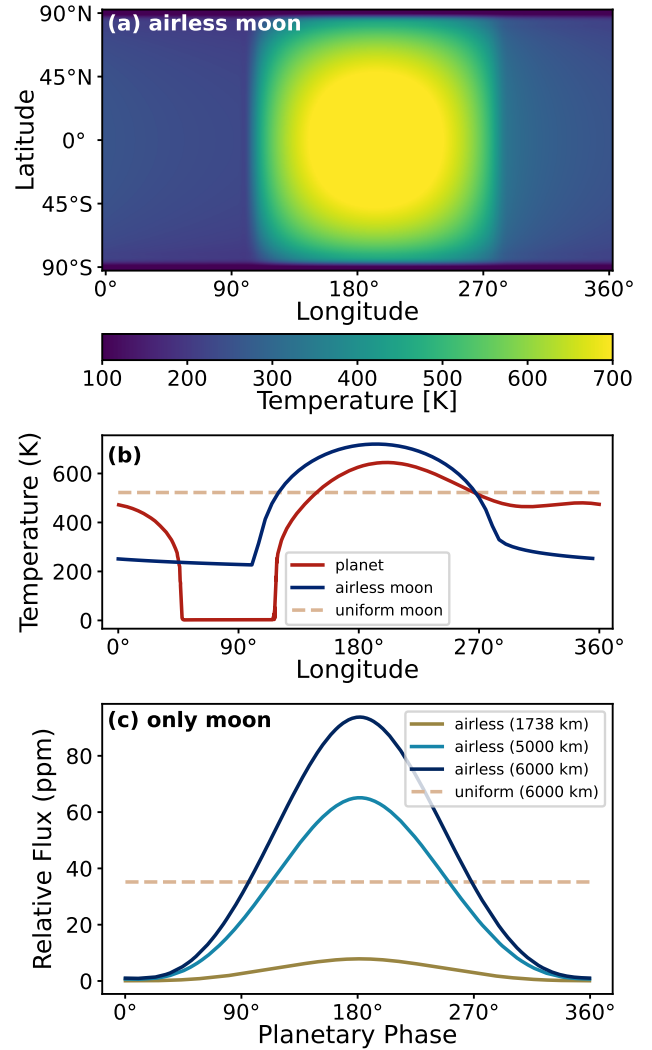 (a) airless moon
90°N
45°N
0°
45°S
90°S
Latitude
0°
90°
180°
270°
360°
Longitude
100
200
300
400
500
600
700
Temperature [K]
(b)
600
400
200
0
Temperature (K)
planet
airless moon
uniform moon
0°
90°
180°
270°
360°
Longitude
(c) only moon
80
60
40
20
0
Relative Flux (ppm)
airless (1738 km)
airless (5000 km)
airless (6000 km)
uniform (6000 km)
0°
90°
180°
270°
360°
Planetary Phase